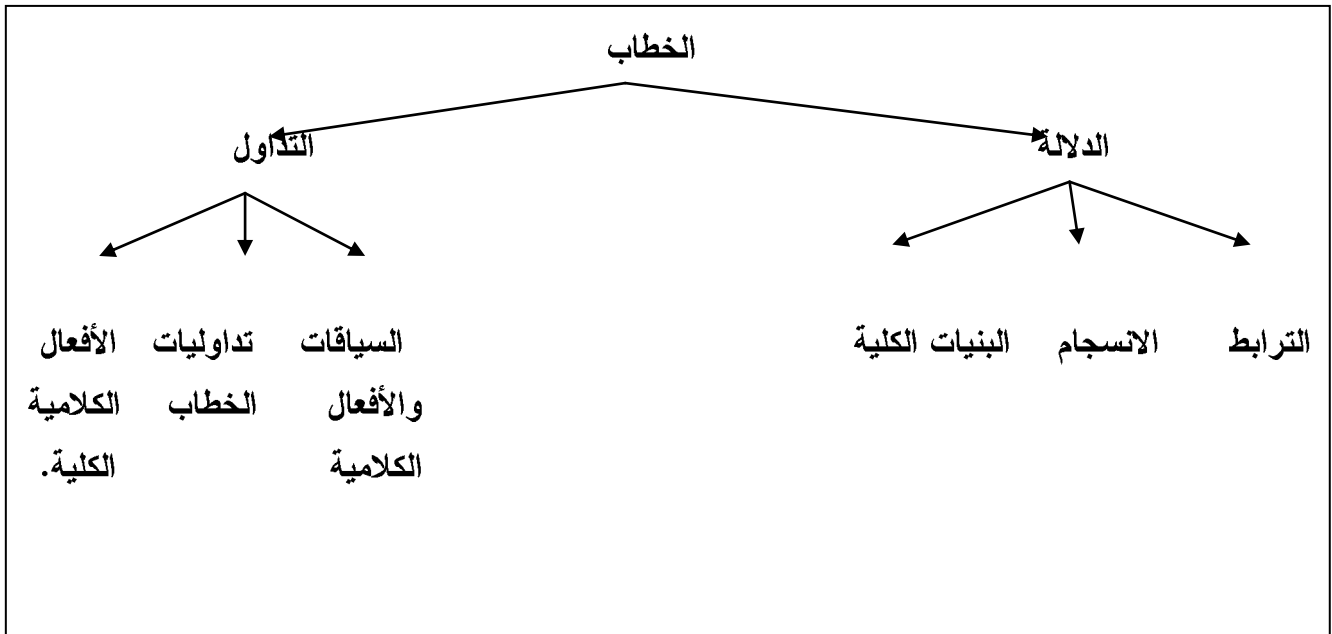 الخطاب
الدلالة التداول
الترابط الانسجام البنيات الكلية السياقات تداوليات الأفعال
والأفعال الخطاب الكلامية
الكلامية الكلية.